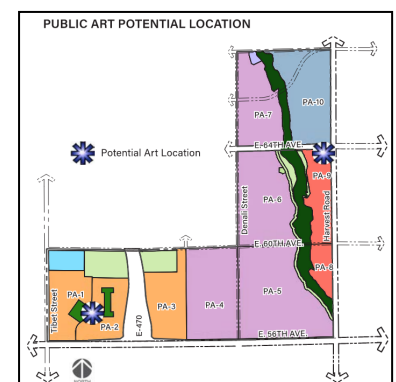 PUBLIC ART POTENTIAL LOCATION
PA-7
PA-10
E. 64TH AVE.
Potential Art Location
PA-9
PA-6
Denali Street
Harvest Road
E. 60TH AVE.
PA-8
PA-1
PA-3
PA-4
PA-5
Tibet Street
PA-2
E-470
E. 56TH AVE.
NORTH